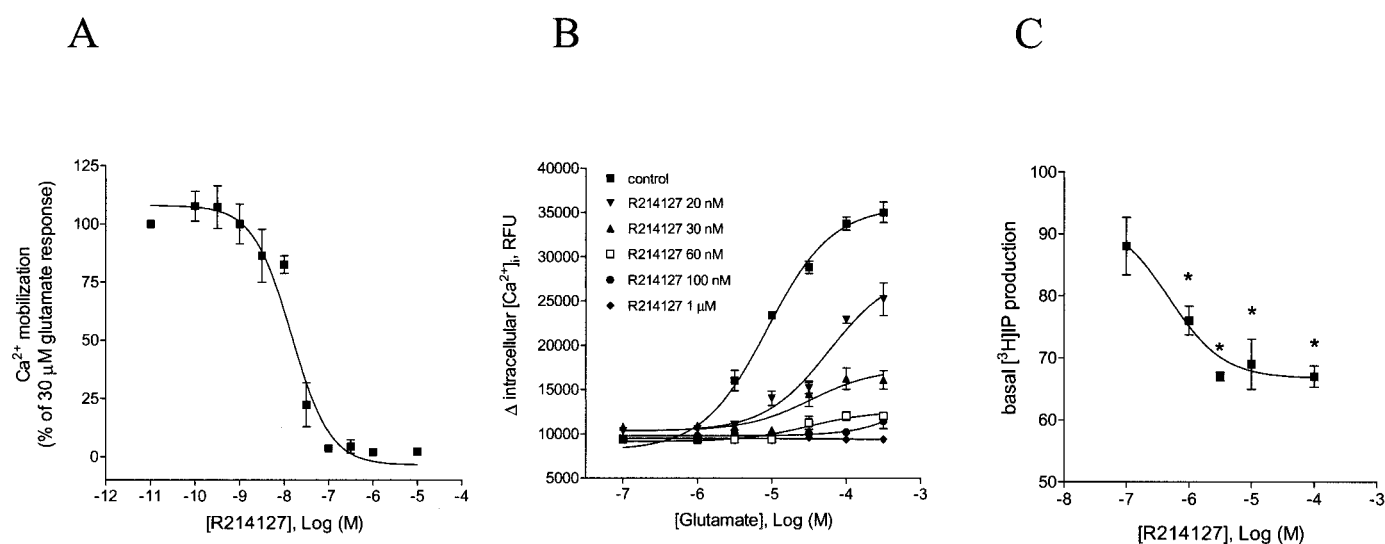 A
B
C
Ca2+ mobilization
(% of 30 μM glutamate response)
125
100
75
50
25
0
-12 -11 -10 -9 -8 -7 -6 -5 -4
[R214127], Log (M)
Δ intracellular [Ca2+]i, RFU
40000
35000
30000
25000
20000
15000
10000
5000
control
R214127 20 nM
R214127 30 nM
R214127 60 nM
R214127 100 nM
R214127 1 μM
-7 -6 -5 -4 -3
[Glutamate], Log (M)
basal [3H]IP production
100
90
80
70
60
50
* * * *
-8 -7 -6 -5 -4 -3
[R214127], Log (M)